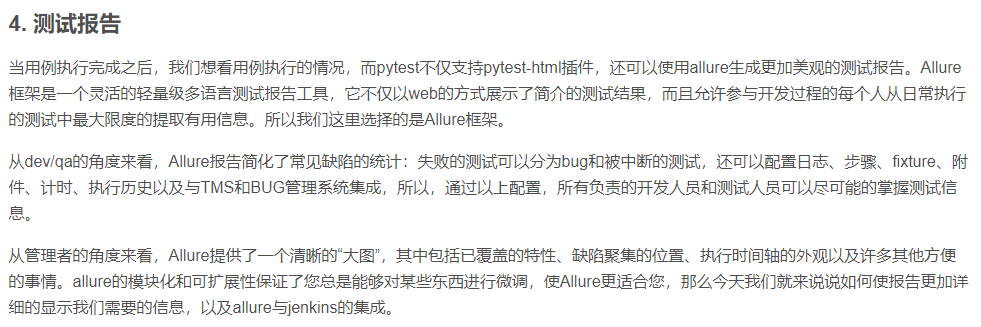 4. 测试报告
当用例执行完成之后，我们想看用例执行的情况，而pytest不仅支持pytest-html插件，还可以使用allure生成更加美观的测试报告。Allure
框架是一个灵活的轻量级多语言测试报告工具，它不仅以web的方式展示了简介的测试结果，而且允许参与开发过程的每个人从日常执行
的测试中最大限度的提取有用信息。所以我们这里选择的是Allure框架。
从dev/qa的角度来看，Allure报告简化了常见缺陷的统计：失败的测试可以分为bug和被中断的测试，还可以配置日志、步骤、fixture、附
件、计时、执行历史以及与TMS和BUG管理系统集成，所以，通过以上配置，所有负责的开发人员和测试人员可以尽可能的掌握测试信
息。
从管理者的角度来看，Allure提供了一个清晰的“大图”，其中包括已覆盖的特性、缺陷聚集的位置、执行时间轴的外观以及许多其他方便
的事情。allure的模块化和可扩展性保证了您总是能够对某些东西进行微调，使Allure更适合您，那么今天我们就来说说如何使报告更加详
细的显示我们需要的信息，以及allure与jenkins的集成。